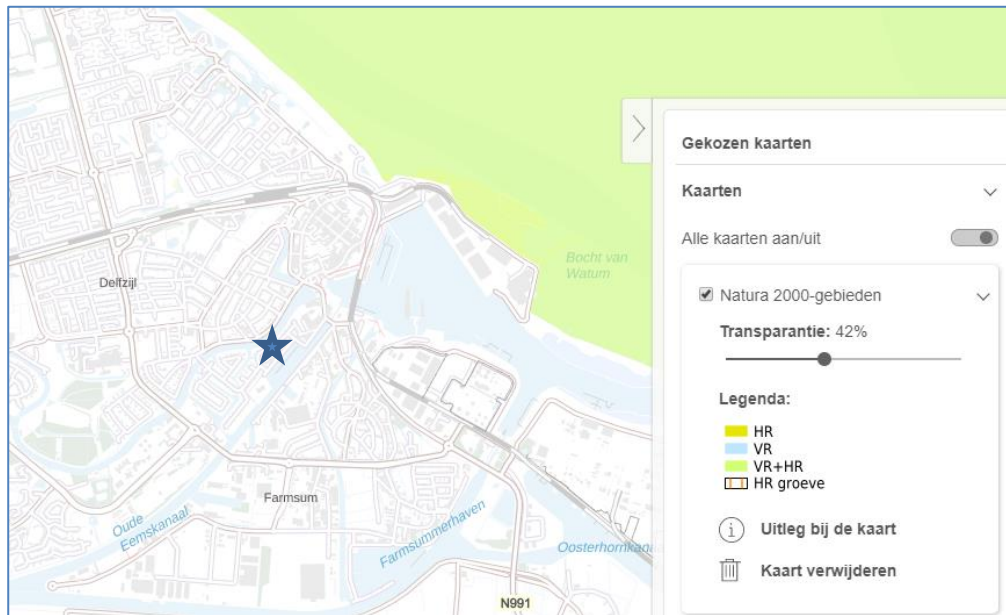 Gekozen kaarten
Kaarten
Alle kaarten aan/uit
Natura 2000-gebieden
Transparantie: 42%
Legenda:
HR
VR
VR+HR
HR groeve
i
Uitleg bij de kaart
Kaart verwijderen
Bocht van
Watum
Delfzijl
Farmsum
Oude
Eemskanaal
Farmsummerhaven
Oosterhornkana
N991